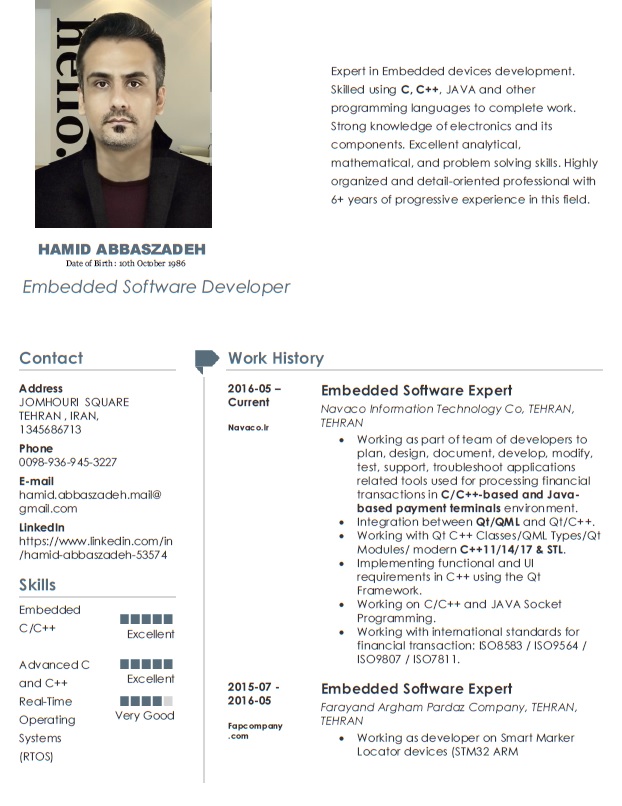 hello.
Expert in Embedded devices development.
Skilled using C, C++, JAVA and other
programming languages to complete work.
Strong knowledge of electronics and its
components. Excellent analytical,
mathematical, and problem solving skills. Highly
organized and detail-oriented professional with
6+ years of progressive experience in this field.
HAMID ABBASZADEH
Date of Birth : 10th October 1986
Embedded Software Developer
Contact
Address
JOMHOURI SQUARE
TEHRAN , IRAN,
1345686713
Phone
0098-936-945-3227
E-mail
hamid.abbaszadeh.mail@
gmail.com
LinkedIn
https://www.linkedin.com/in
/hamid-abbaszadeh-53574
Skills
Embedded
C/C++
Excellent
Advanced C
and C++
Excellent
Real-Time
Operating
Systems
(RTOS)
Very Good
Work History
2016-05 –
Current
Navaco.ir
Embedded Software Expert
Navaco Information Technology Co, TEHRAN,
TEHRAN
• Working as part of team of developers to
plan, design, document, develop, modify,
test, support, troubleshoot applications
related tools used for processing financial
transactions in C/C++-based and Java-
based payment terminals environment.
• Integration between Qt/QML and Qt/C++.
• Working with Qt C++ Classes/QML Types/Qt
Modules/ modern C++11/14/17 & STL.
• Implementing functional and UI
requirements in C++ using the Qt
Framework.
• Working on C/C++ and JAVA Socket
Programming.
• Working with international standards for
financial transaction: ISO8583 / ISO9564 /
ISO9807 / ISO7811.
2015-07 -
2016-05
Fapcompany
.com
Embedded Software Expert
Farayand Argham Pardaz Company, TEHRAN,
TEHRAN
• Working as developer on Smart Marker
Locator devices (STM32 ARM